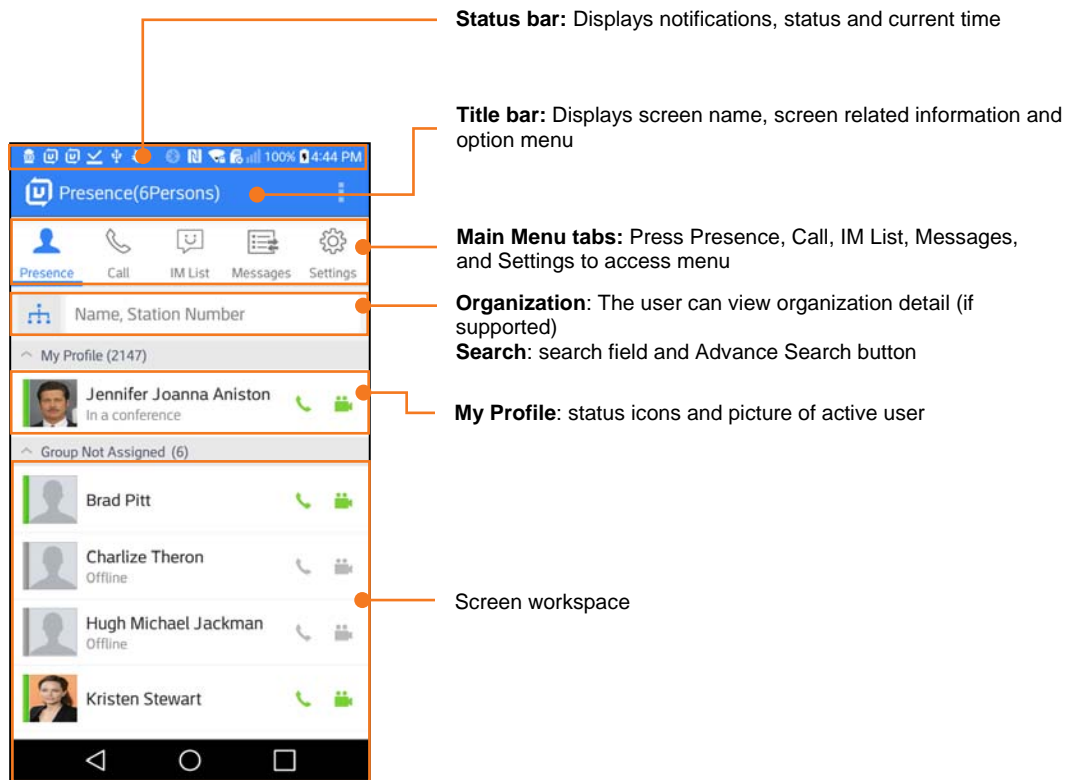 Status bar: Displays notifications, status and current time
Title bar: Displays screen name, screen related information and
option menu
100% 4:44 PM
Presence(6Persons)
Main Menu tabs: Press Presence, Call, IM List, Messages,
and Settings to access menu
Presence Call IM List Messages Settings
Organization: The user can view organization detail (if
supported)
Search: search field and Advance Search button
Name, Station Number
My Profile (2147)
Jennifer Joanna Aniston
In a conference
My Profile: status icons and picture of active user
Group Not Assigned (6)
Brad Pitt
Charlize Theron
Offline
Screen workspace
Hugh Michael Jackman
Offline
Kristen Stewart